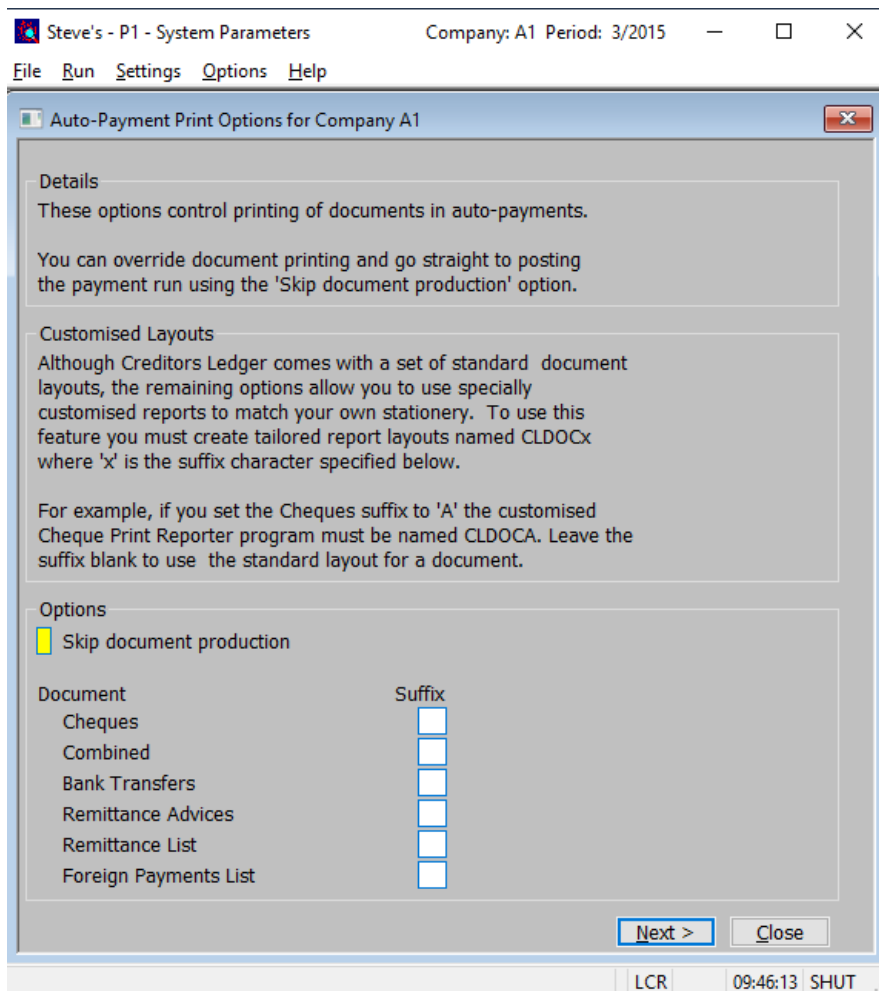 Steve's - P1 - System Parameters Company: A1 Period: 3/2015
File Run Settings Options Help
Auto-Payment Print Options for Company A1
Details
These options control printing of documents in auto-payments.
You can override document printing and go straight to posting
the payment run using the 'Skip document production' option.
Customised Layouts
Although Creditors Ledger comes with a set of standard  document
layouts, the remaining options allow you to use specially
customised reports to match your own stationery.  To use this
feature you must create tailored report layouts named CLDOCx
where 'x' is the suffix character specified below.
For example, if you set the Cheques suffix to 'A' the customised
Cheque Print Reporter program must be named CLDOCA. Leave the
suffix blank to use  the standard layout for a document.
Options
Skip document production
Document Suffix
Cheques
Combined
Bank Transfers
Remittance Advices
Remittance List
Foreign Payments List
Next > Close
LCR 09:46:13 SHUT